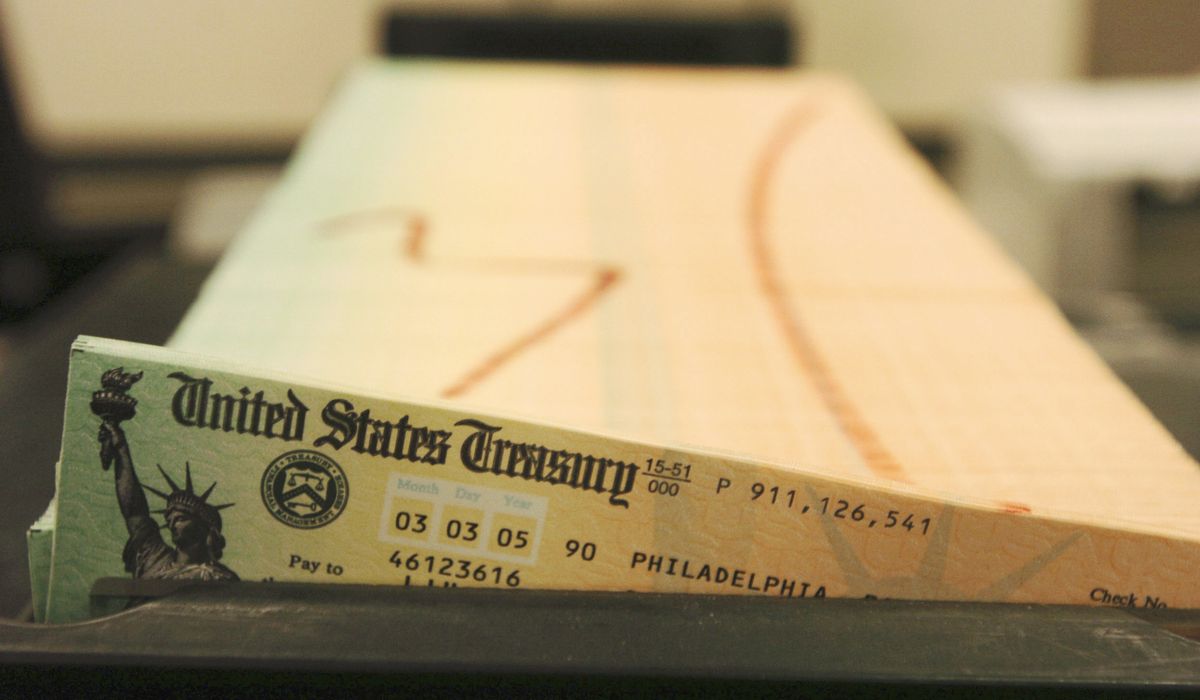 United States Treasury
15-51
000
P 911,126,541
Month Day Year
03 03 05
90 PHILADELPHIA,
Pay to
46123616
Check No.